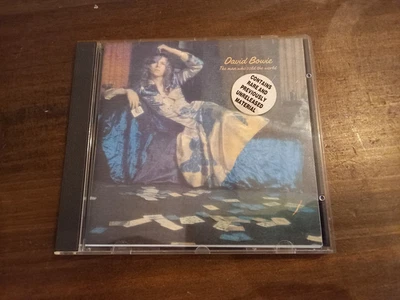 David Bowie
The man who sold the world
CONTAINS
RARE AND
PREVIOUSLY
UNRELEASED
MATERIAL